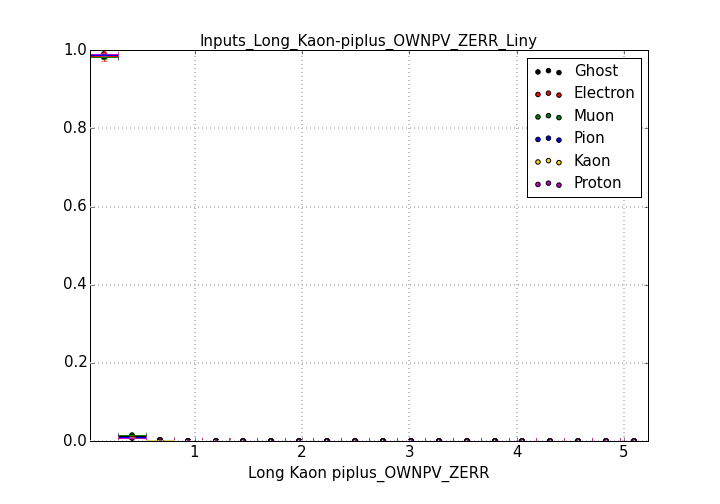 Inputs_Long_Kaon-piplus_OWNPV_ZERR_Liny
1.0
0.8
0.6
0.4
0.2
0.0
Ghost
Electron
Muon
Pion
Kaon
Proton
1 2 3 4 5
Long Kaon piplus_OWNPV_ZERR